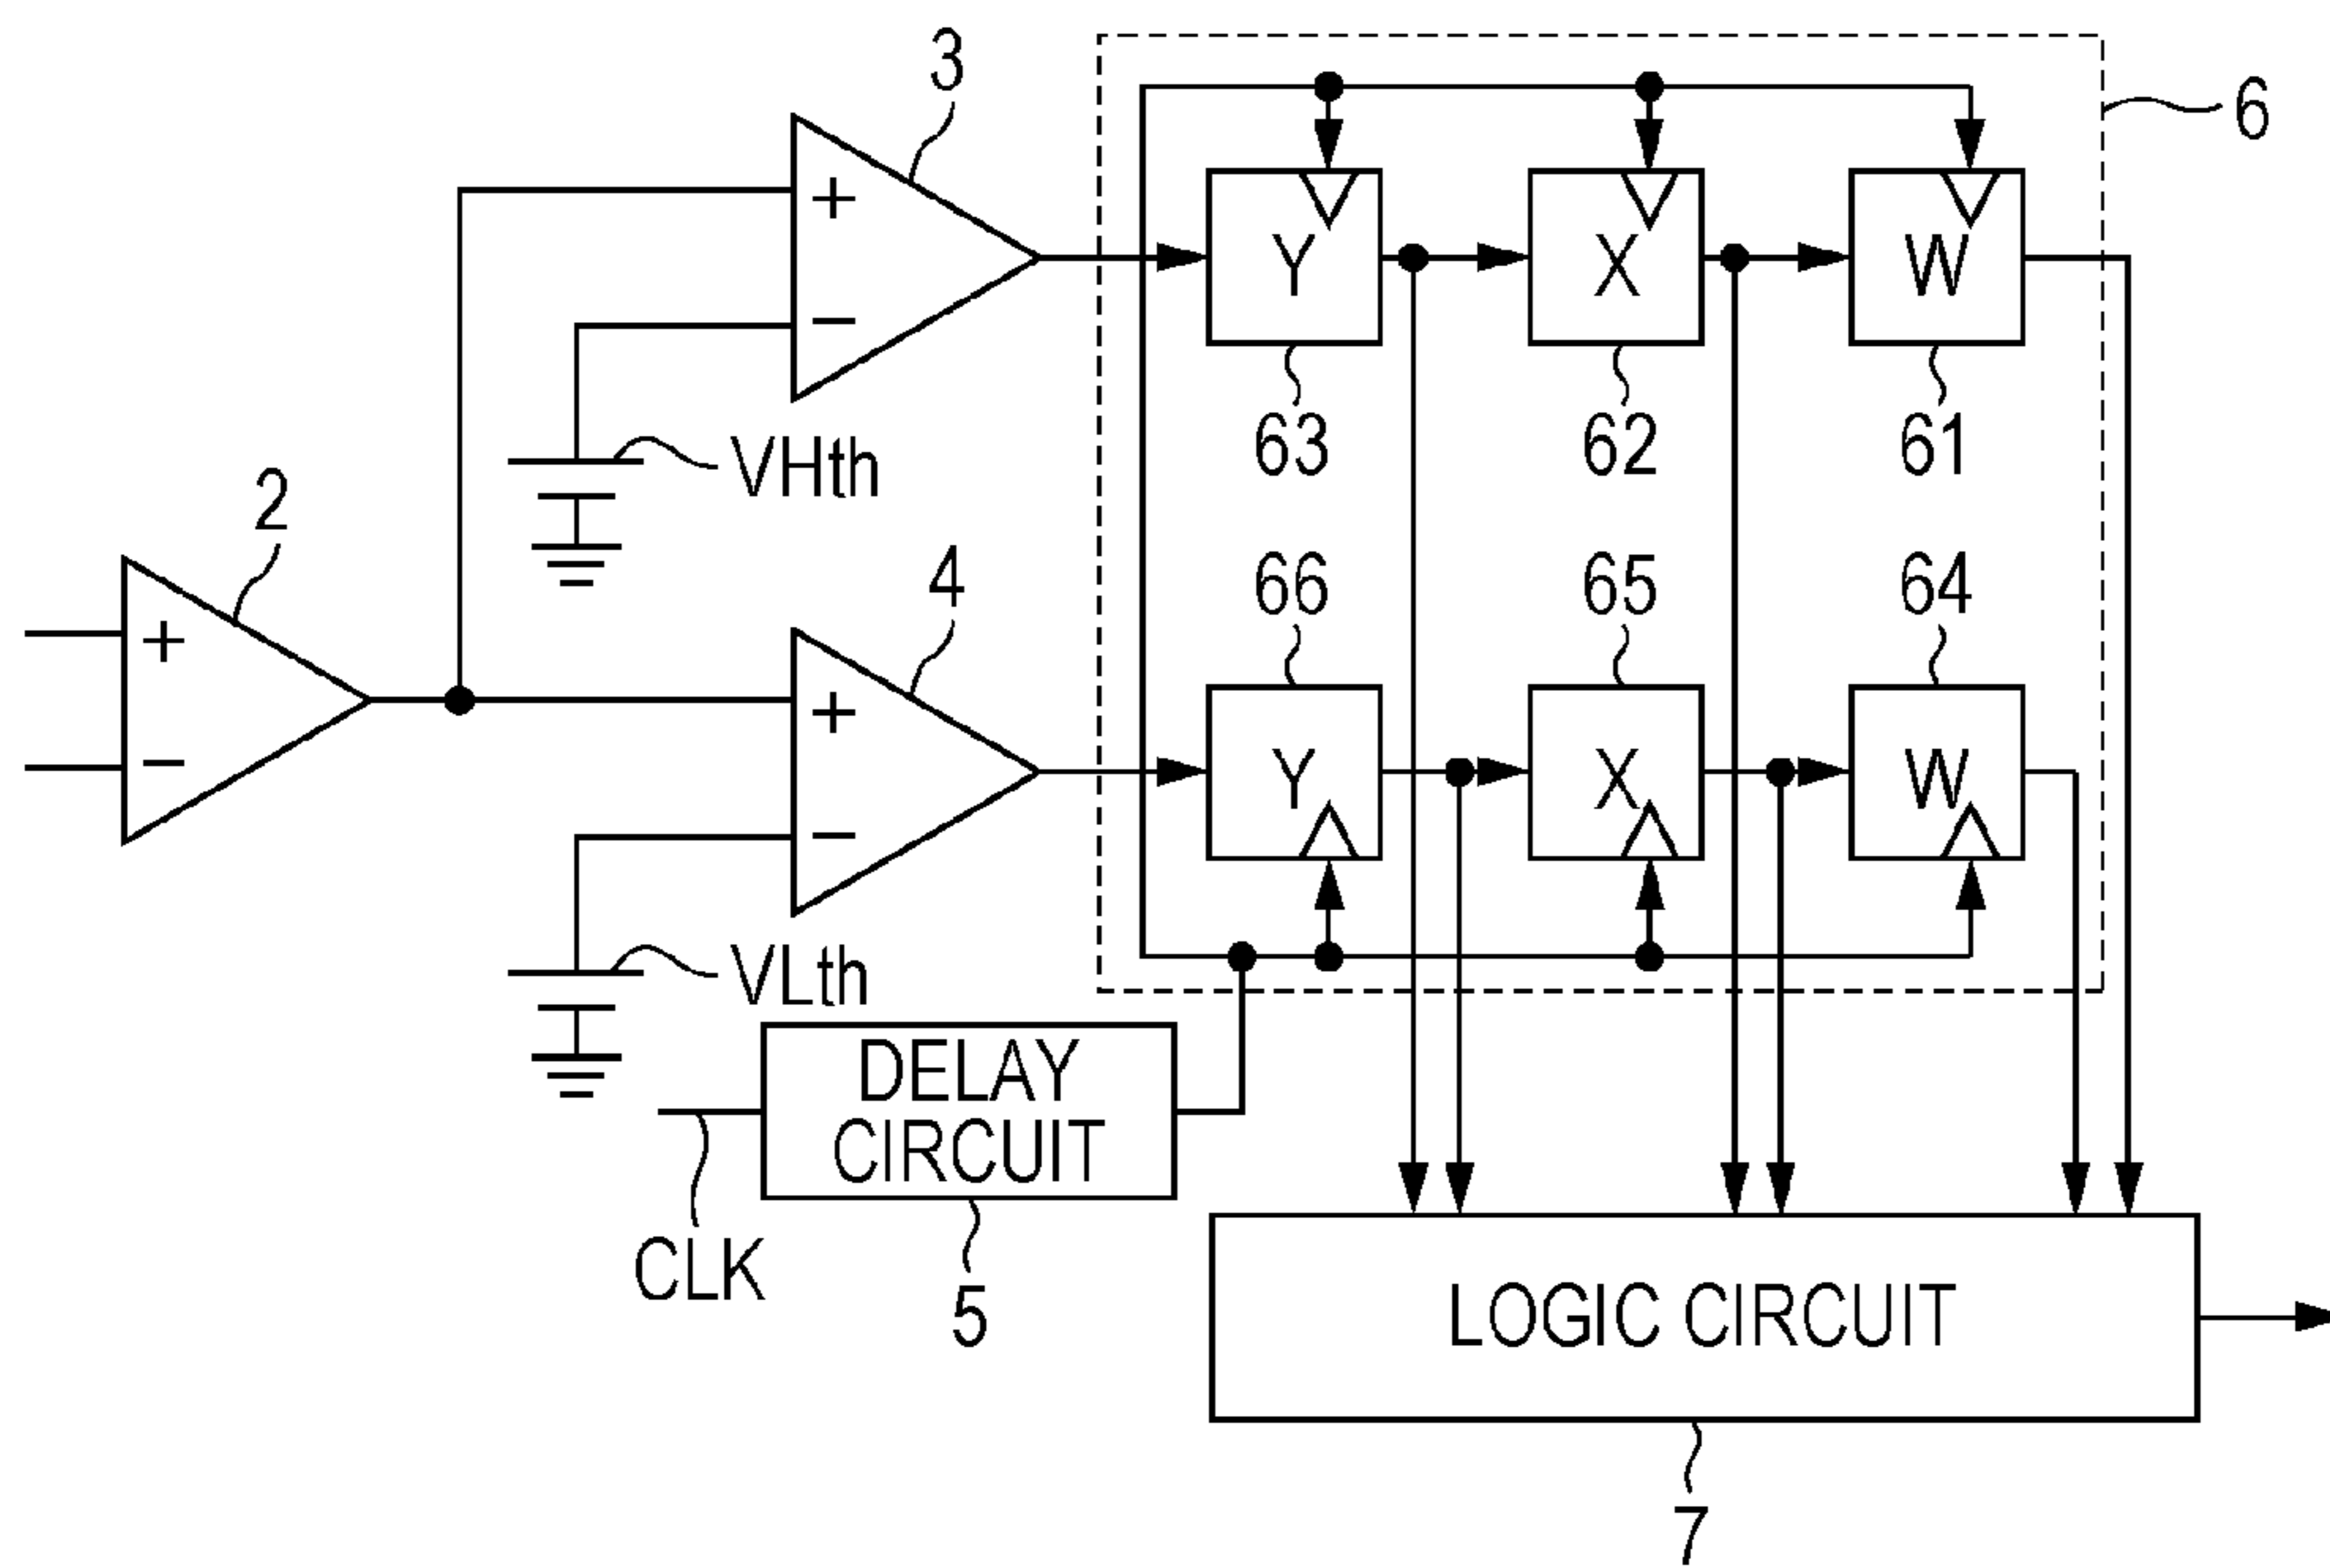 3
6
+
−
Y
X
W
63
62
61
VHth
2
4
66
65
64
+
−
+
−
Y
X
W
VLth
DELAY
CIRCUIT
CLK
5
LOGIC CIRCUIT
7